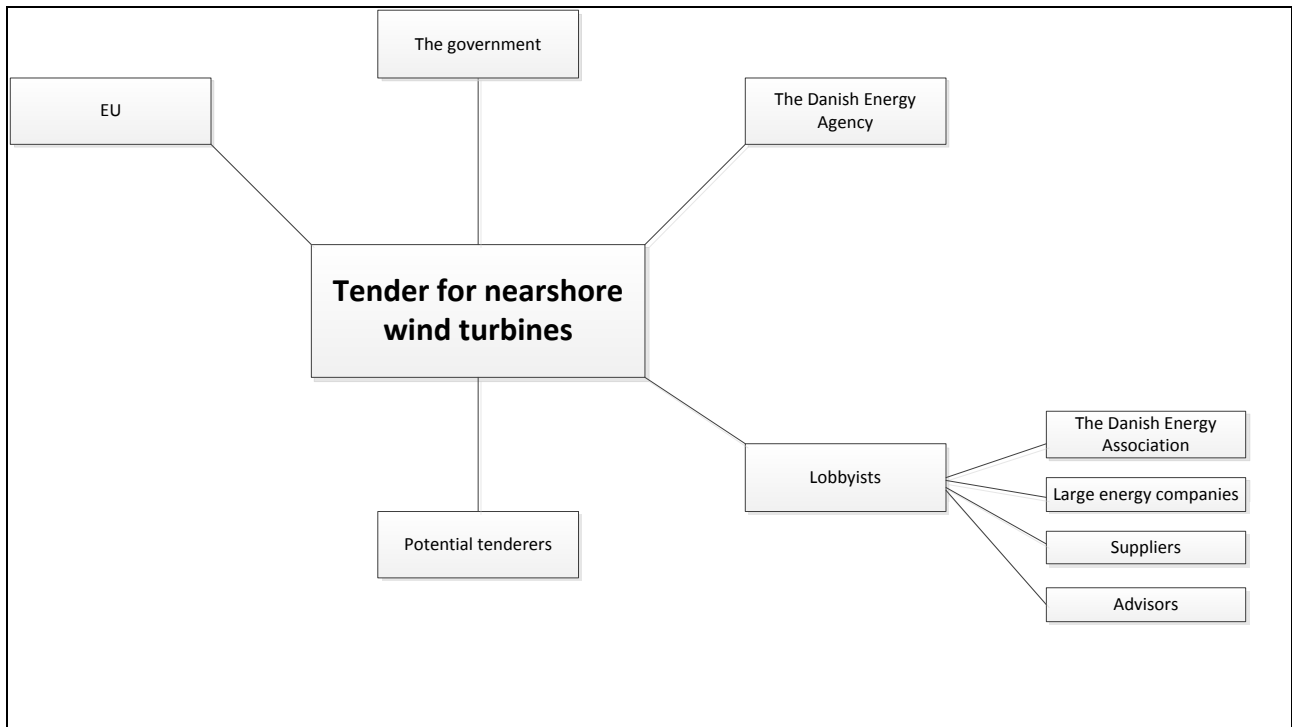 The government
EU
The Danish Energy
Agency
Tender for nearshore
wind turbines
The Danish Energy
Association
Lobbyists
Large energy companies
Potential tenderers
Suppliers
Advisors